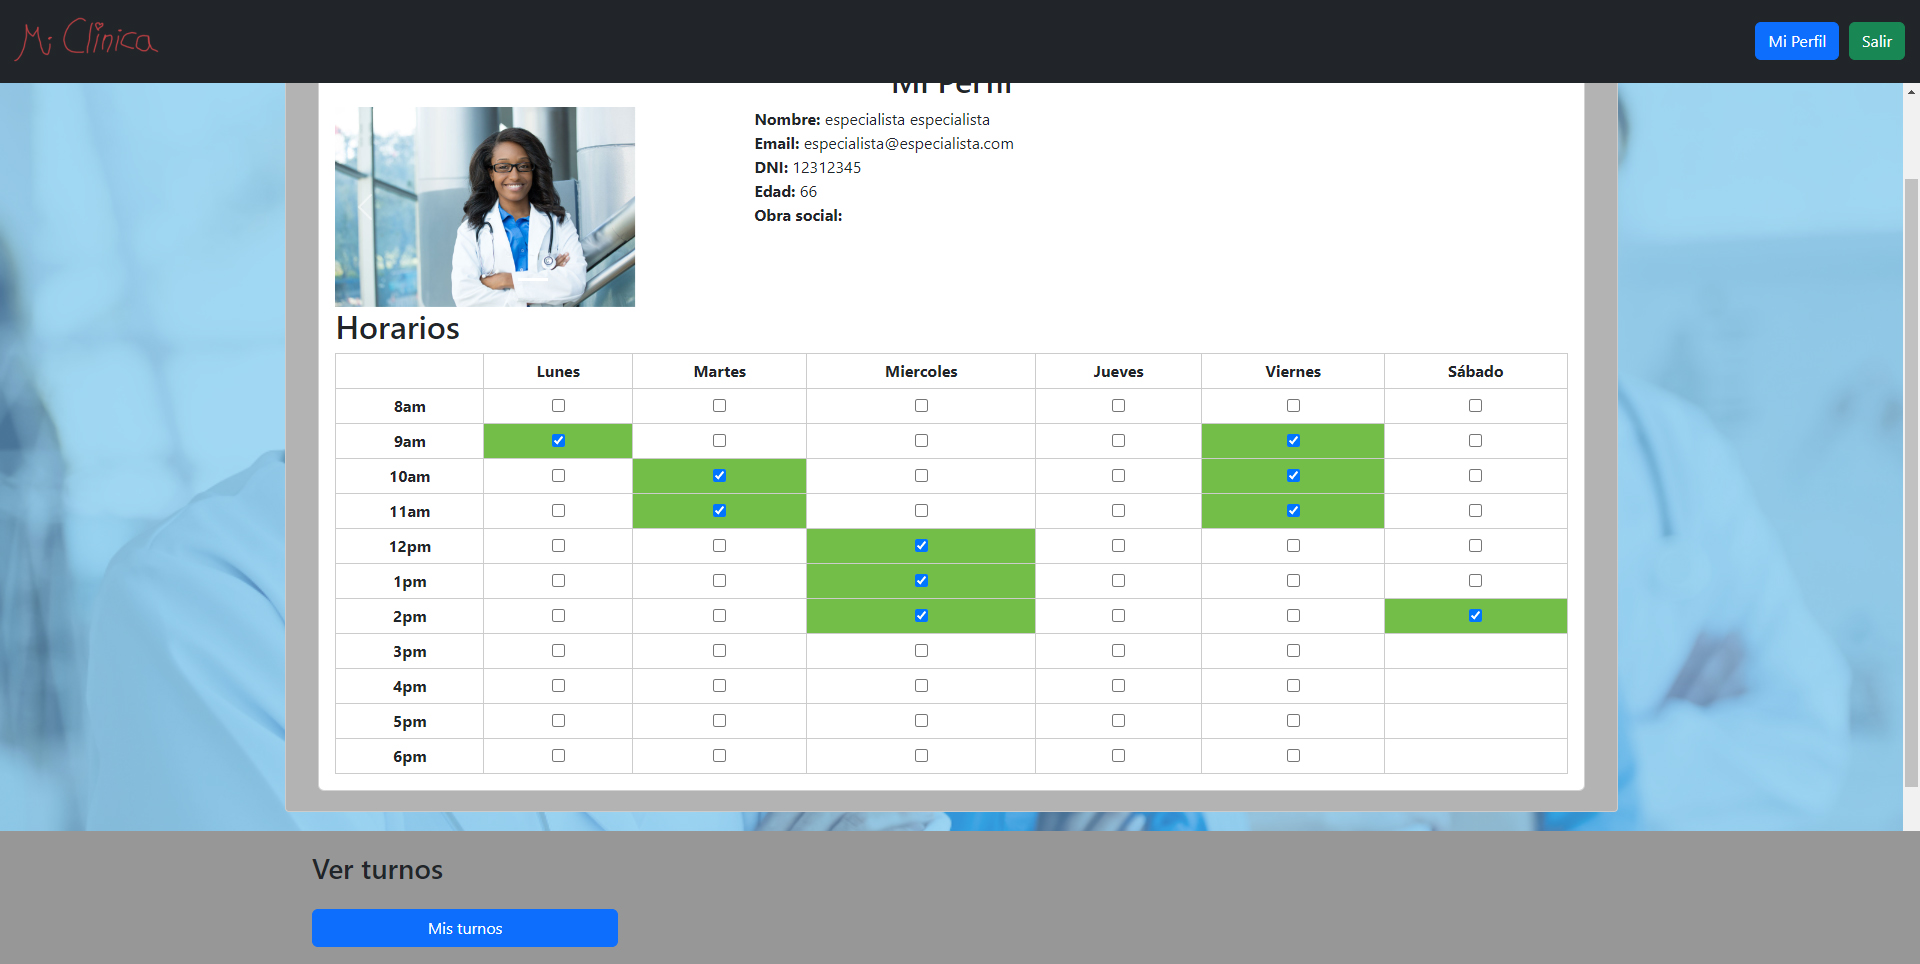 Mi Clinica
Mi Perfil
Salir
Mi Perfil
Nombre: especialista especialista
Email: especialista@especialista.com
DNI: 12312345
Edad: 66
Obra social:
Horarios
Lunes Martes Miercoles Jueves Viernes Sábado
8am
9am
10am
11am
12pm
1pm
2pm
3pm
4pm
5pm
6pm
Ver turnos
Mis turnos